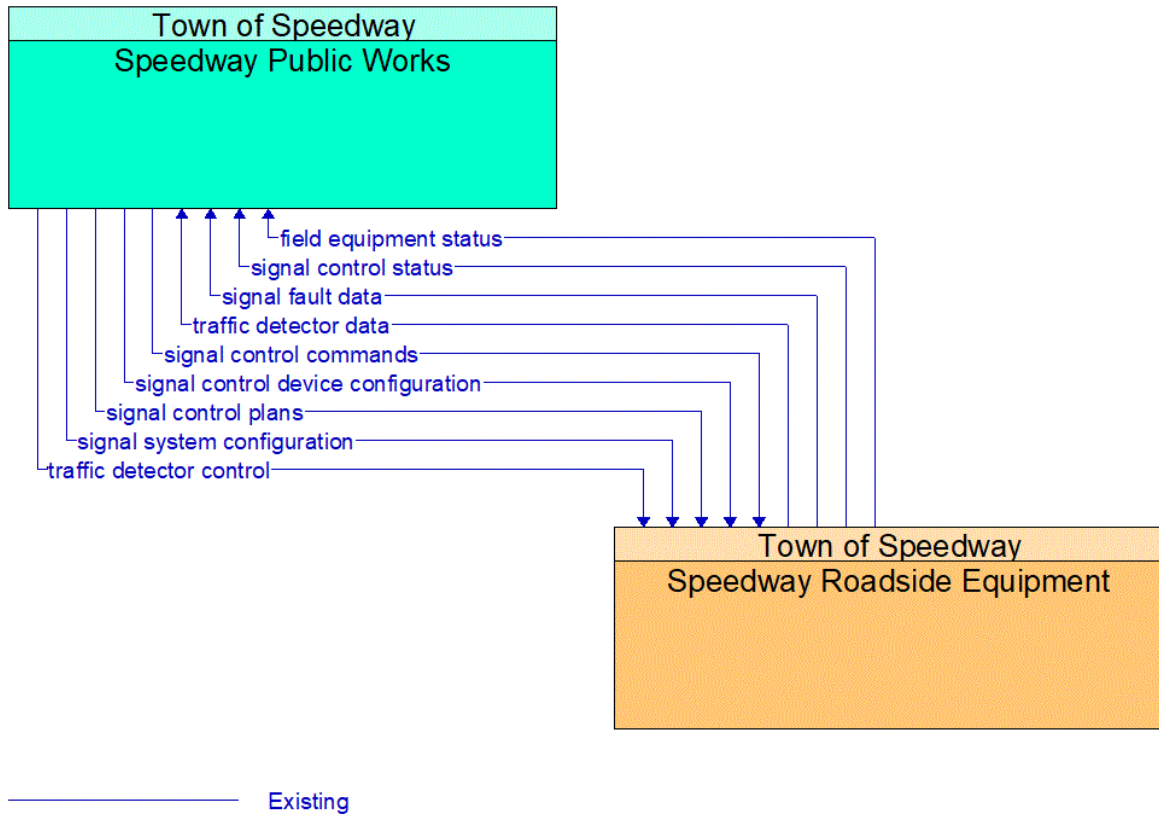 Town of Speedway
Speedway Public Works
field equipment status
signal control status
signal fault data
traffic detector data
signal control commands
signal control device configuration
signal control plans
signal system configuration
traffic detector control
Town of Speedway
Speedway Roadside Equipment
Existing